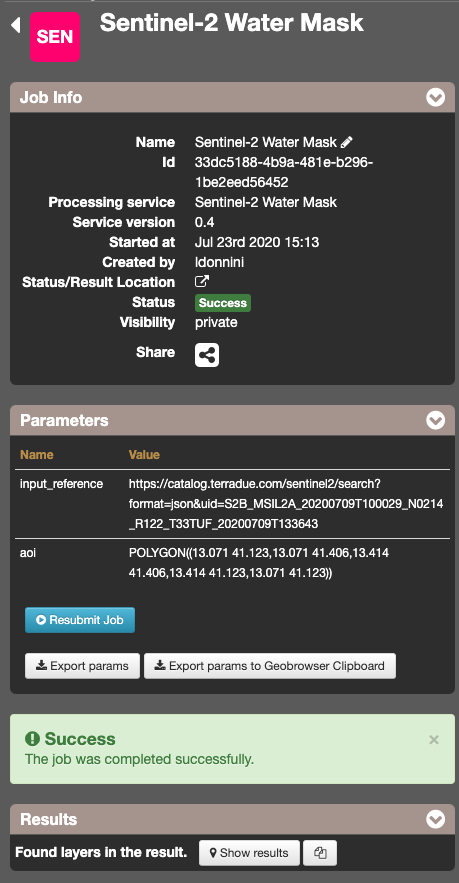 SEN
Sentinel-2 Water Mask
Job Info
Name Sentinel-2 Water Mask
Id 33dc5188-4b9a-481e-b296-
1be2eed56452
Processing service Sentinel-2 Water Mask
Service version 0.4
Started at Jul 23rd 2020 15:13
Created by ldonnini
Status/Result Location
Status Success
Visibility private
Share
Parameters
Name Value
input_reference https://catalog.terradue.com/sentinel2/search?
format=json&uid=S2B_MSIL2A_20200709T100029_N0214
_R122_T33TUF_20200709T133643
aoi POLYGON((13.071 41.123,13.071 41.406,13.414
41.406,13.414 41.123,13.071 41.123))
Resubmit Job
Export params Export params to Geobrowser Clipboard
Success ×
The job was completed successfully.
Results
Found layers in the result. Show results